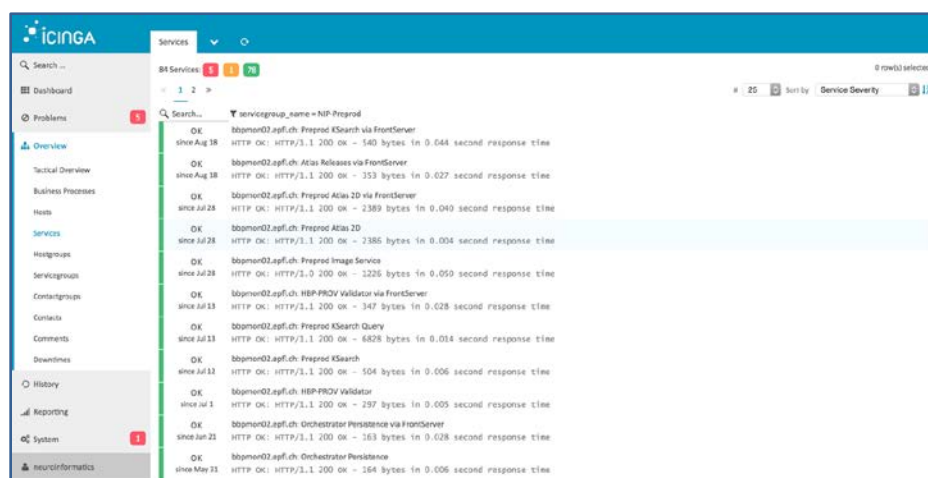 icinga
Services
Search ...
Dashboard
Problems 5
Overview
Tactical Overview
Business Processes
Hosts
Services
Hostgroups
Servicegroups
Contactgroups
Contacts
Comments
Downtimes
History
Reporting
System 1
neuroinformatics
84 Services: 5 1 78
0 row(s) selected
« 1 2 »
# 25 Sort by Service Severity
Search... servicegroup_name = NIP-Preprod
OK bbpmon02.epfl.ch: Preprod KSearch via FrontServer
since Aug 18 HTTP OK: HTTP/1.1 200 OK - 540 bytes in 0.044 second response time
OK bbpmon02.epfl.ch: Atlas Releases via FrontServer
since Aug 18 HTTP OK: HTTP/1.1 200 OK - 353 bytes in 0.027 second response time
OK bbpmon02.epfl.ch: Preprod Atlas 2D via FrontServer
since Jul 28 HTTP OK: HTTP/1.1 200 OK - 2389 bytes in 0.040 second response time
OK bbpmon02.epfl.ch: Preprod Atlas 2D
since Jul 28 HTTP OK: HTTP/1.1 200 OK - 2386 bytes in 0.004 second response time
OK bbpmon02.epfl.ch: Preprod Image Service
since Jul 28 HTTP OK: HTTP/1.0 200 OK - 1226 bytes in 0.050 second response time
OK bbpmon02.epfl.ch: HBP-PROV Validator via FrontServer
since Jul 13 HTTP OK: HTTP/1.1 200 OK - 347 bytes in 0.028 second response time
OK bbpmon02.epfl.ch: Preprod KSearch Query
since Jul 13 HTTP OK: HTTP/1.1 200 OK - 6828 bytes in 0.014 second response time
OK bbpmon02.epfl.ch: Preprod KSearch
since Jul 12 HTTP OK: HTTP/1.1 200 OK - 504 bytes in 0.006 second response time
OK bbpmon02.epfl.ch: HBP-PROV Validator
since Jul 1 HTTP OK: HTTP/1.1 200 OK - 297 bytes in 0.005 second response time
OK bbpmon02.epfl.ch: Orchestrator Persistence via FrontServer
since Jun 21 HTTP OK: HTTP/1.1 200 OK - 163 bytes in 0.028 second response time
OK bbpmon02.epfl.ch: Orchestrator Persistence
since May 31 HTTP OK: HTTP/1.1 200 OK - 164 bytes in 0.006 second response time